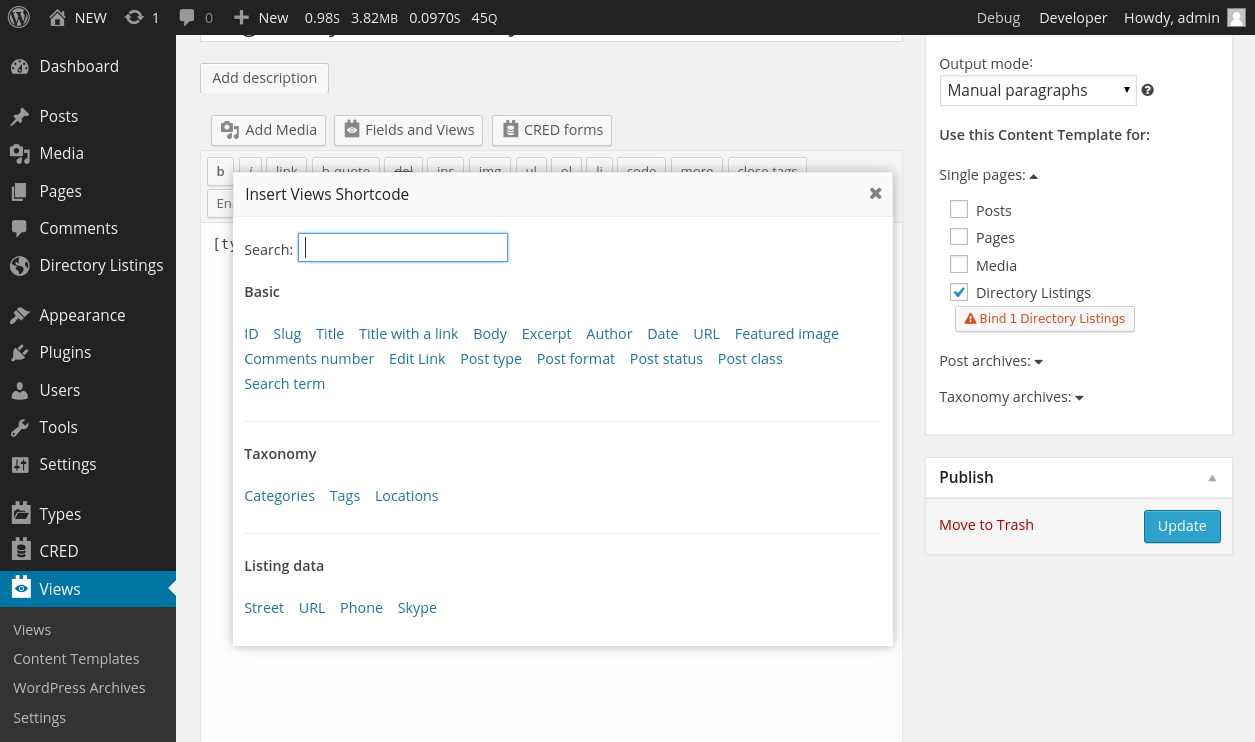 NEW 1 0 New 0.98s 3.82MB 0.0970s 45Q Debug Developer Howdy, admin
Dashboard
Posts
Media
Pages
Comments
Directory Listings
Appearance
Plugins
Users
Tools
Settings
Types
CRED
Views
Views
Content Templates
WordPress Archives
Settings
Add description
Add Media Fields and Views CRED forms
b i link b-quote del ins img ul ol li code more close tags
En
[ty
Insert Views Shortcode
Search:
Basic
ID Slug Title Title with a link Body Excerpt Author Date URL Featured image
Comments number Edit Link Post type Post format Post status Post class
Search term
Taxonomy
Categories Tags Locations
Listing data
Street URL Phone Skype
Output mode:
Manual paragraphs
Use this Content Template for:
Single pages:
Posts
Pages
Media
Directory Listings
Bind 1 Directory Listings
Post archives:
Taxonomy archives:
Publish
Move to Trash Update